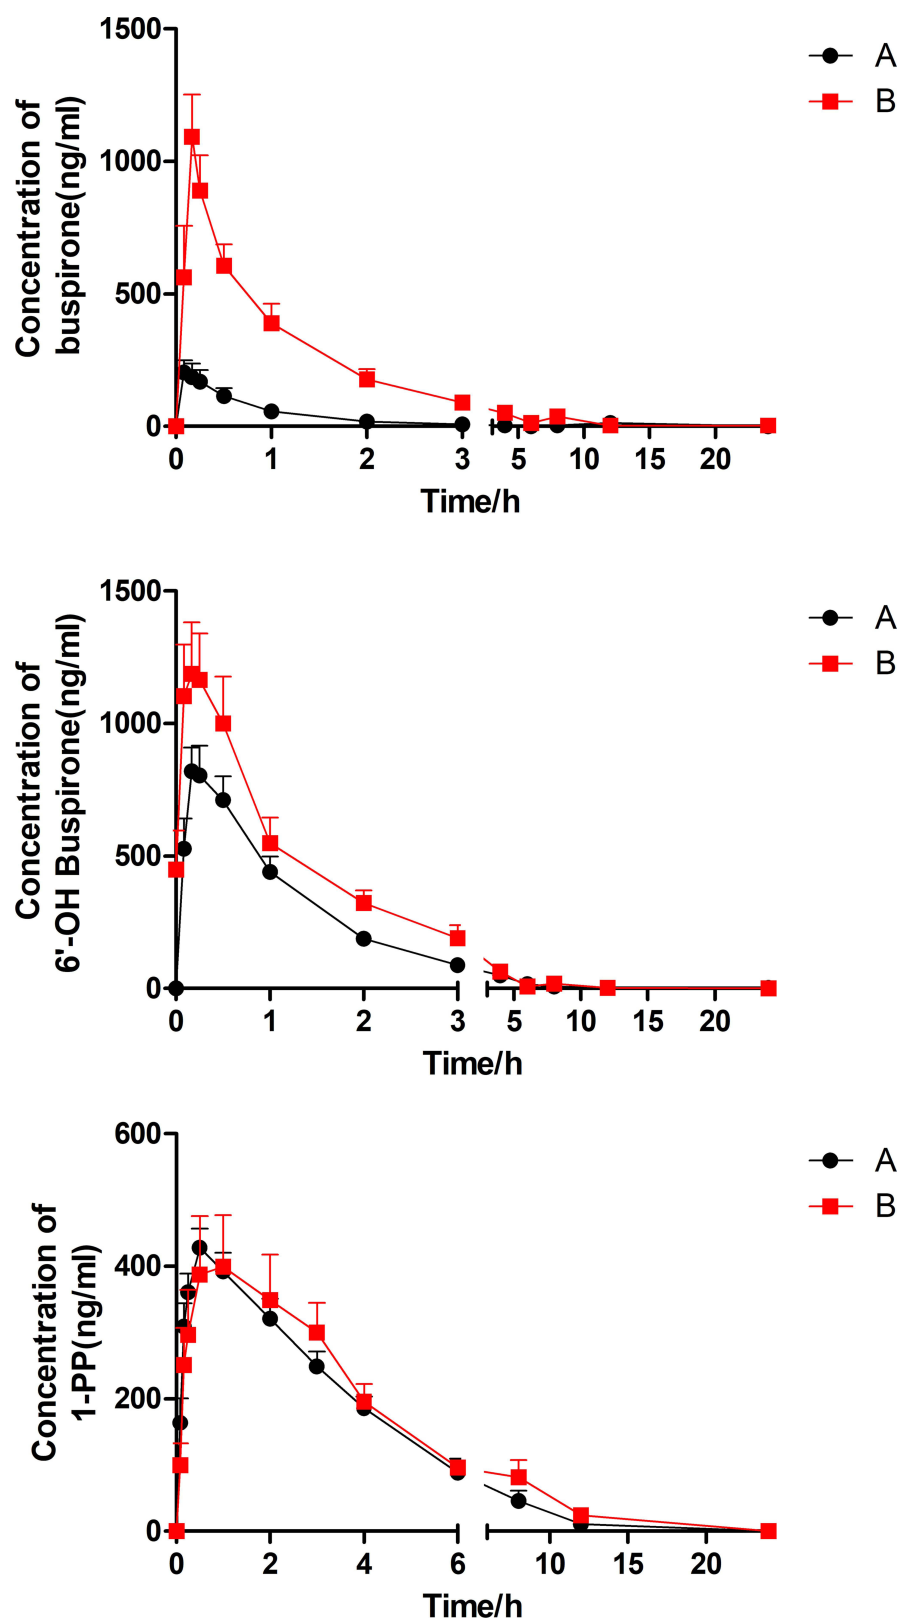 1500
1000
500
0
Concentration of
buspirone(ng/ml)
0 1 2 3 5 10 15 20
Time/h
A
B
1500
1000
500
0
Concentration of
6'-OH Buspirone(ng/ml)
0 1 2 3 5 10 15 20
Time/h
A
B
600
400
200
0
Concentration of
1-PP(ng/ml)
0 2 4 6 10 15 20
Time/h
A
B